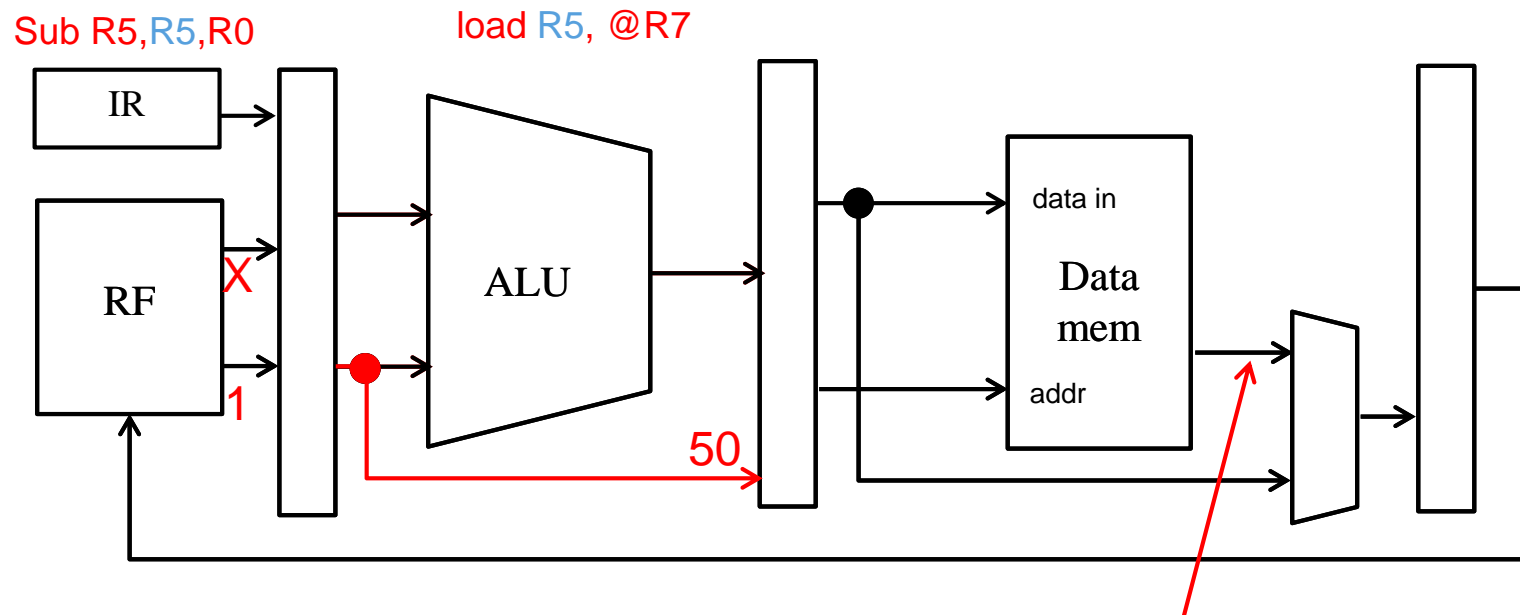 Sub R5,R5,R0
load R5, @R7
IR
RF
X
1
ALU
50
data in
Data
mem
addr